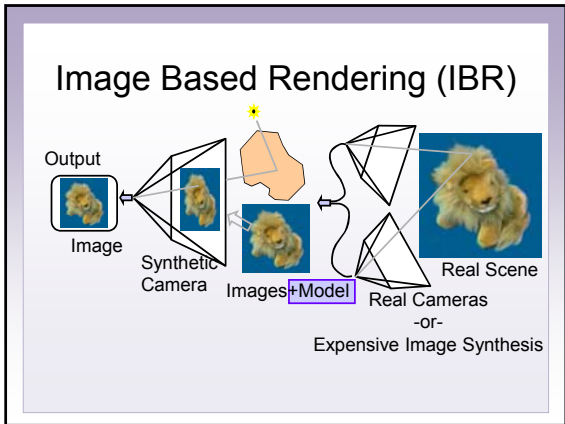 Image Based Rendering (IBR)
Output
Image
Synthetic
Camera
Images+Model
Real Scene
Real Cameras
-or-
Expensive Image Synthesis